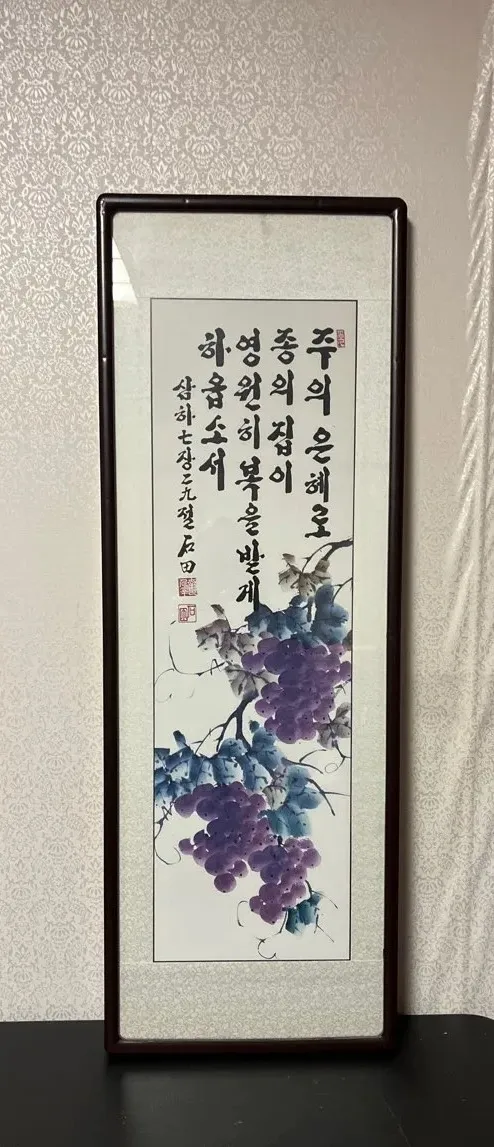 주의 은혜로
종의 집이
영원히 복을 받게
하옵소서
삼하七장二九절 石田